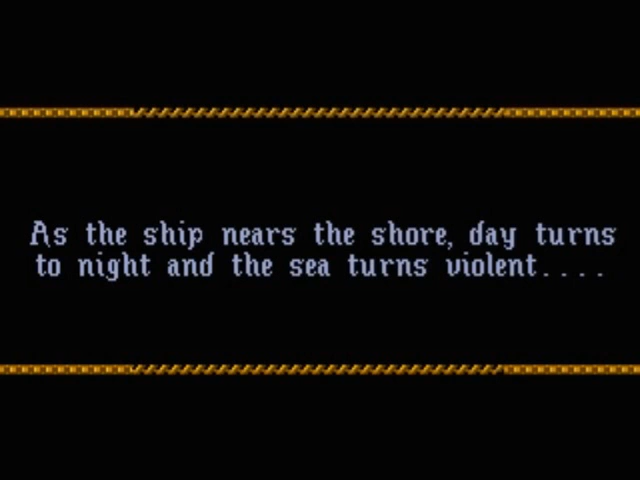 As the ship nears the shore, day turns
to night and the sea turns violent....